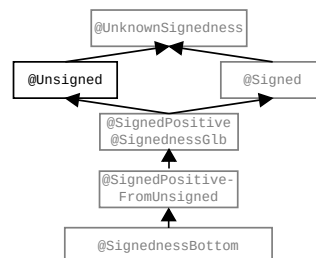 @UnknownSignedness
@Unsigned
@Signed
@SignedPositive
@SignednessGlb
@SignedPositive-
FromUnsigned
@SignednessBottom